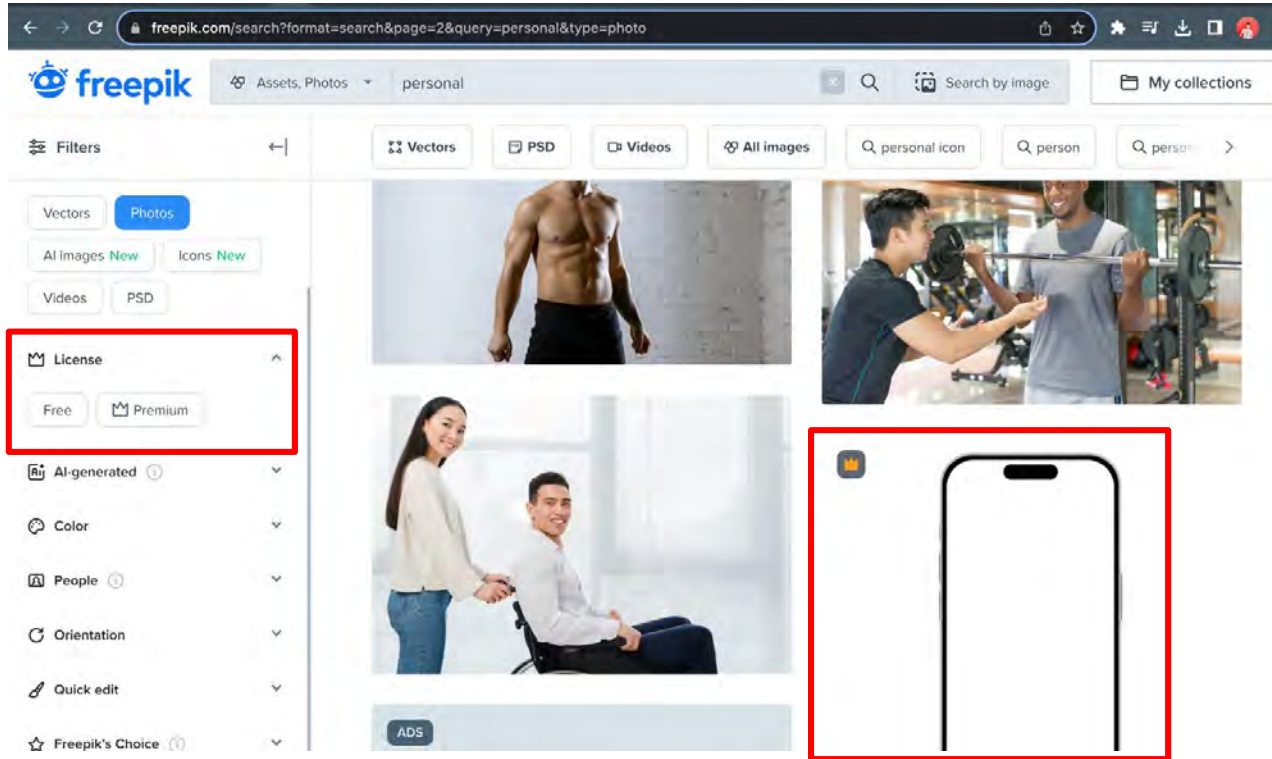 freepik.com/search?format=search&page=2&query=personal&type=photo
freepik
Assets, Photos
personal
Search by image
My collections
Filters
Vectors
PSD
Videos
All images
personal icon
person
Vectors
Photos
AI Images New
Icons New
Videos
PSD
License
Free
Premium
AI-generated
Color
People
Orientation
Quick edit
Freepik's Choice
ADS